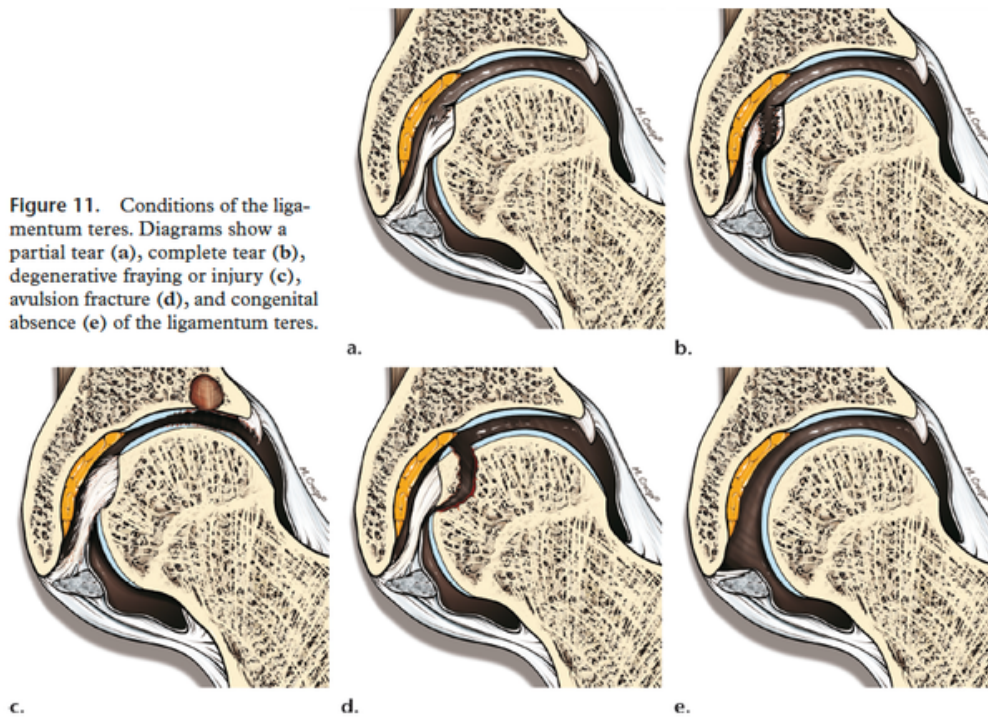 Figure 11. Conditions of the liga-
mentum teres. Diagrams show a
partial tear (a), complete tear (b),
degenerative fraying or injury (c),
avulsion fracture (d), and congenital
absence (e) of the ligamentum teres.
a.
b.
c.
d.
e.